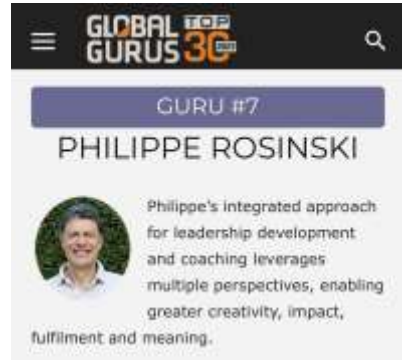 GLOBAL TOP
GURUS 30
GURU #7
PHILIPPE ROSINSKI
Philippe's integrated approach
for leadership development
and coaching leverages
multiple perspectives, enabling
greater creativity, impact,
fulfilment and meaning.